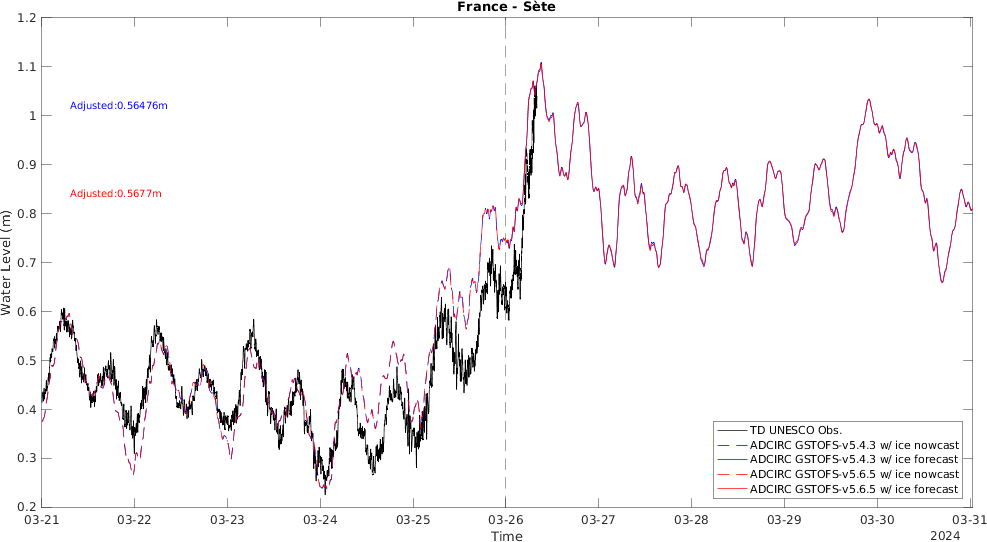 France - Sète
Water Level (m)
1.2
1.1
1
0.9
0.8
0.7
0.6
0.5
0.4
0.3
0.2
Adjusted:0.56476m
Adjusted:0.5677m
TD UNESCO Obs.
ADCIRC GSTOFS-v5.4.3 w/ ice nowcast
ADCIRC GSTOFS-v5.4.3 w/ ice forecast
ADCIRC GSTOFS-v5.6.5 w/ ice nowcast
ADCIRC GSTOFS-v5.6.5 w/ ice forecast
03-21 03-22 03-23 03-24 03-25 03-26 03-27 03-28 03-29 03-30 03-31
Time
2024